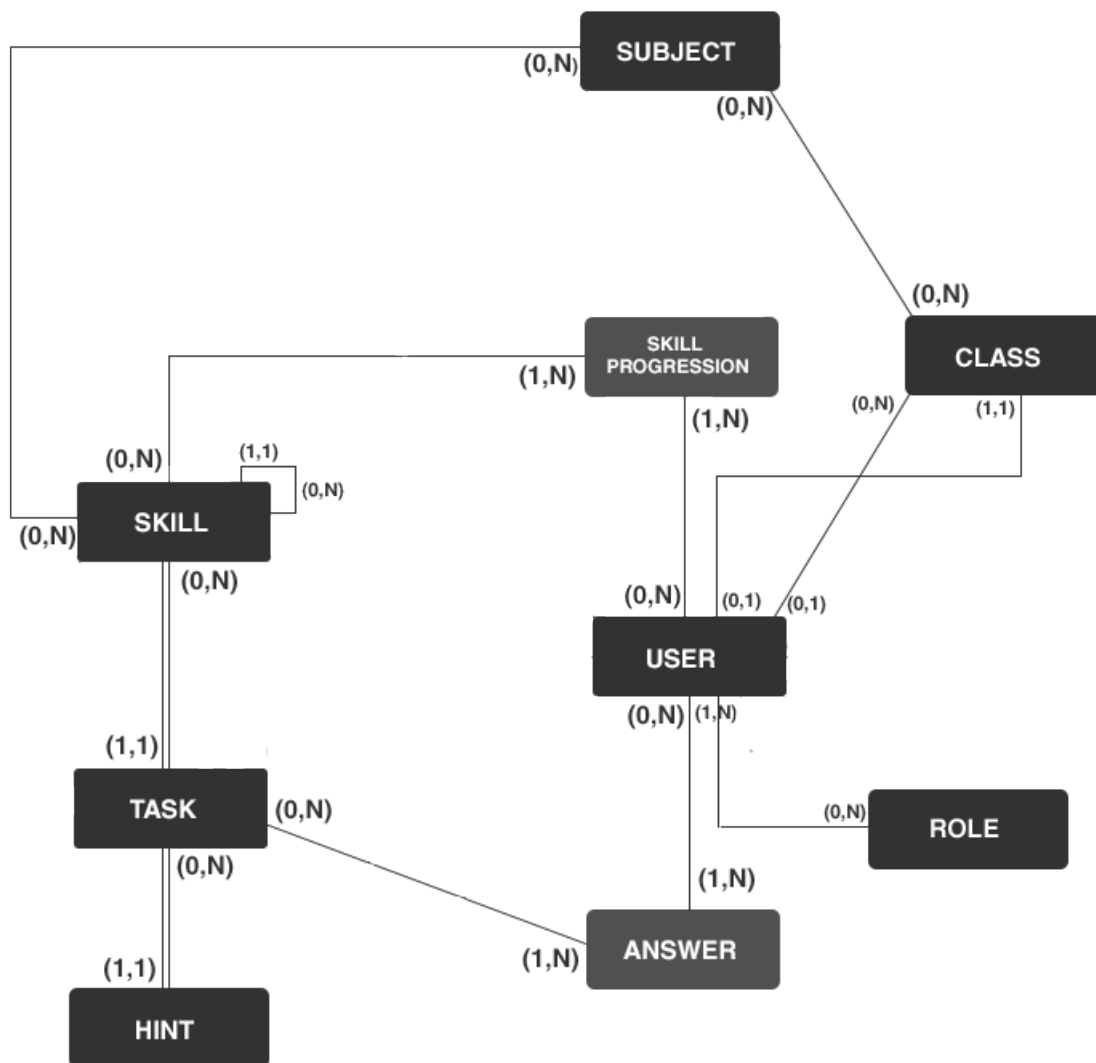 SUBJECT
(0,N)
(0,N)
(0,N)
SKILL
PROGRESSION
CLASS
(1,N)
(0,N)
(1,1)
(1,N)
(0,N)
(1,1)
(0,N)
SKILL
(0,N)
(0,N)
(0,N)
(0,1)
(0,1)
USER
(0,N)
(1,N)
(1,1)
TASK
(0,N)
(0,N)
ROLE
(0,N)
(1,N)
ANSWER
(1,N)
(1,1)
HINT